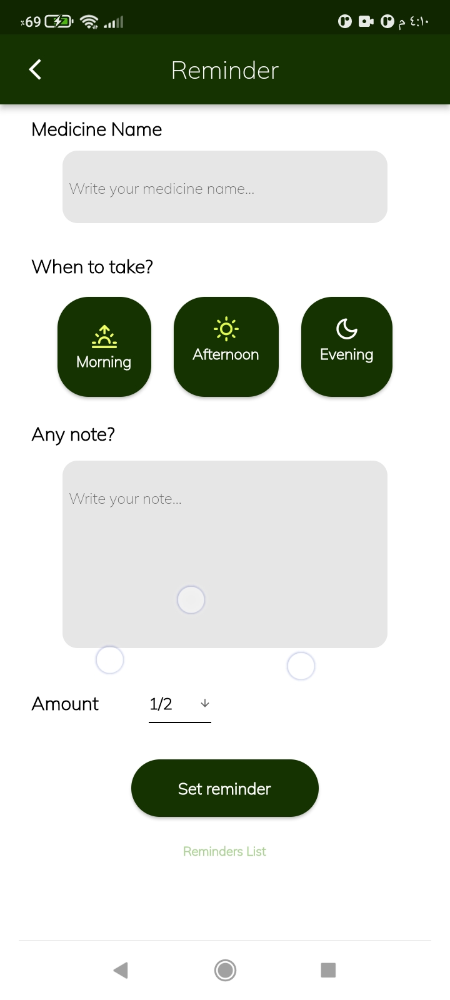 ٪69 م ٤:١٠
Reminder
Medicine Name
Write your medicine name...
When to take?
Morning Afternoon Evening
Any note?
Write your note...
Amount 1/2
Set reminder
Reminders List